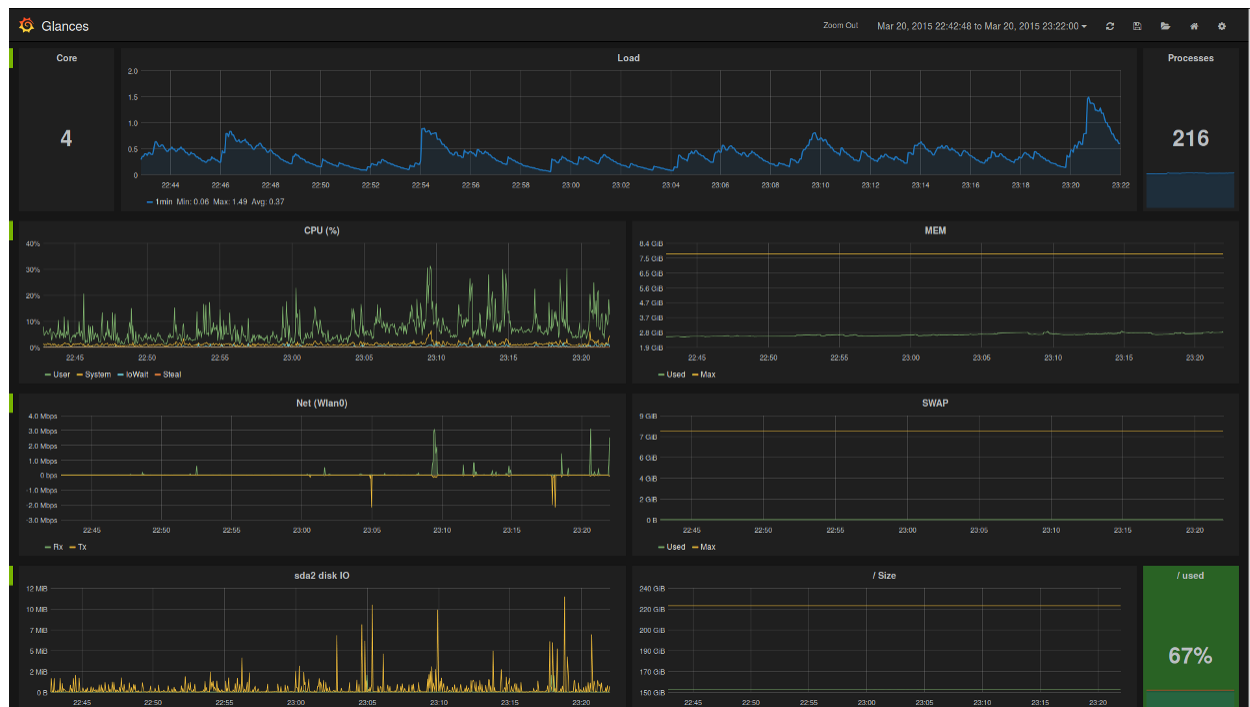 Glances
Zoom Out Mar 20, 2015 22:42:48 to Mar 20, 2015 23:22:00
Core
4
Load
2.0
1.5
1.0
0.5
0
22:44 22:46 22:48 22:50 22:52 22:54 22:56 22:58 23:00 23:02 23:04 23:06 23:08 23:10 23:12 23:14 23:16 23:18 23:20 23:22
1min Min: 0.06 Max: 1.49 Avg: 0.37
Processes
216
CPU (%)
40%
30%
20%
10%
0%
22:45 22:50 22:55 23:00 23:05 23:10 23:15 23:20
User System IoWait Steal
MEM
8.4 GiB
7.5 GiB
6.5 GiB
5.6 GiB
4.7 GiB
3.7 GiB
2.8 GiB
1.9 GiB
22:45 22:50 22:55 23:00 23:05 23:10 23:15 23:20
Used Max
Net (Wlan0)
4.0 Mbps
3.0 Mbps
2.0 Mbps
1.0 Mbps
0 bps
-1.0 Mbps
-2.0 Mbps
-3.0 Mbps
22:45 22:50 22:55 23:00 23:05 23:10 23:15 23:20
Rx Tx
SWAP
9 GiB
7 GiB
6 GiB
4 GiB
2 GiB
0 B
22:45 22:50 22:55 23:00 23:05 23:10 23:15 23:20
Used Max
sda2 disk IO
12 MiB
10 MiB
7 MiB
5 MiB
2 MiB
0 B
22:45 22:50 22:55 23:00 23:05 23:10 23:15 23:20
/ Size
240 GiB
220 GiB
200 GiB
190 GiB
170 GiB
150 GiB
22:45 22:50 22:55 23:00 23:05 23:10 23:15 23:20
/ used
67%